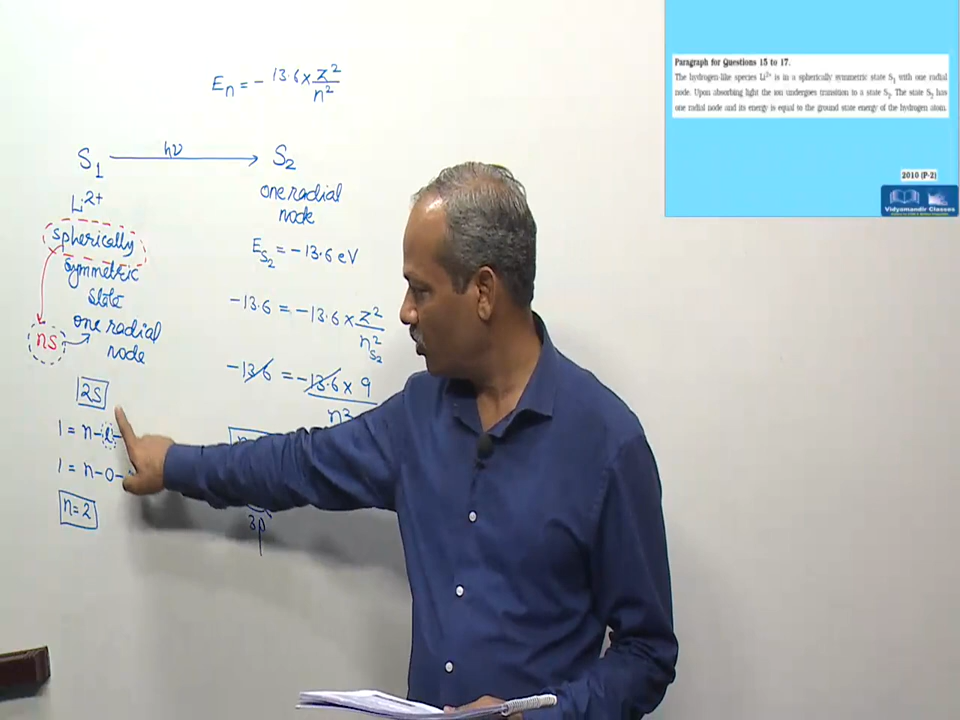 Eₙ = - 13.6 × Z²/n²
S₁ hν S₂
Li²⁺
spherically
symmetric
state
one radial
node
ns
2S
1 = n-l-
1 = n-0-
n=2
one radial
node
E_S₂ = -13.6 eV
-13.6 = -13.6 × Z²/n²_S₂
-13.6 = -13.6 × 9
n²
3p
Paragraph for Questions 15 to 17.
The hydrogen-like species Li²⁺ is in a spherically symmetric state S₁ with one radial
node. Upon absorbing light the ion undergoes transition to a state S₂. The state S₂ has
one radial node and its energy is equal to the ground state energy of the hydrogen atom.
2010 (P-2)
Vidyamandir Classes